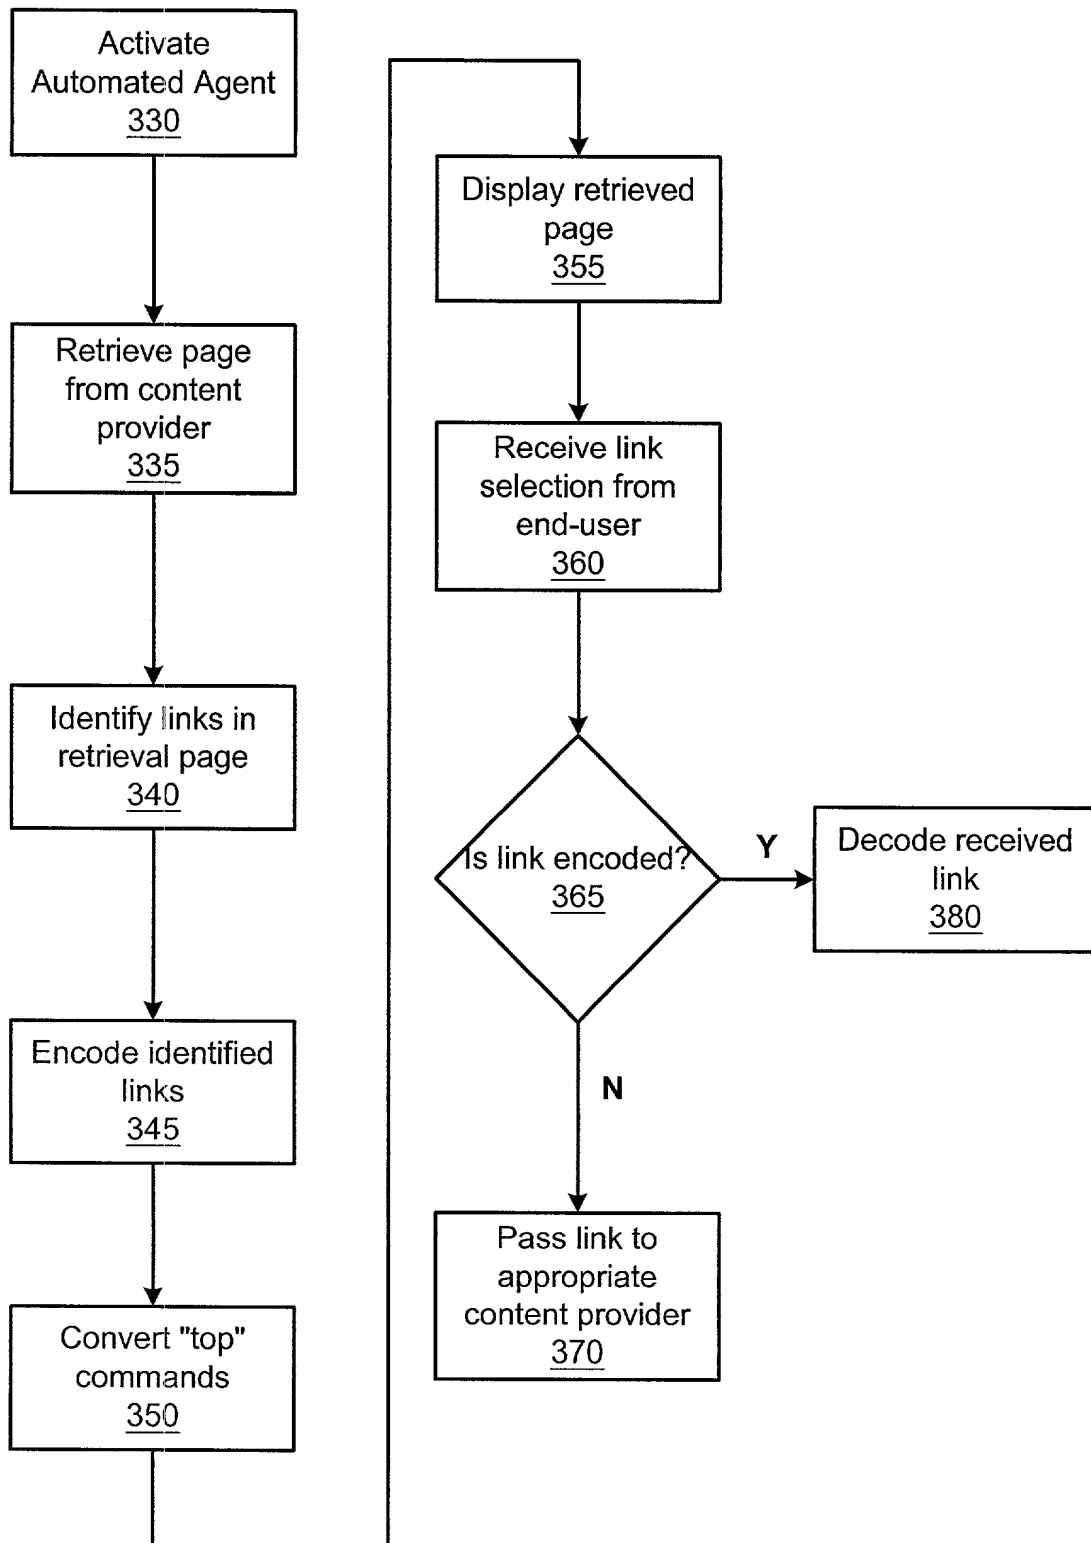 Activate
Automated Agent
330
Retrieve page
from content
provider
335
Identify links in
retrieval page
340
Encode identified
links
345
Convert "top"
commands
350
Display retrieved
page
355
Receive link
selection from
end-user
360
Is link encoded?
365
Y
Decode received
link
380
N
Pass link to
appropriate
content provider
370